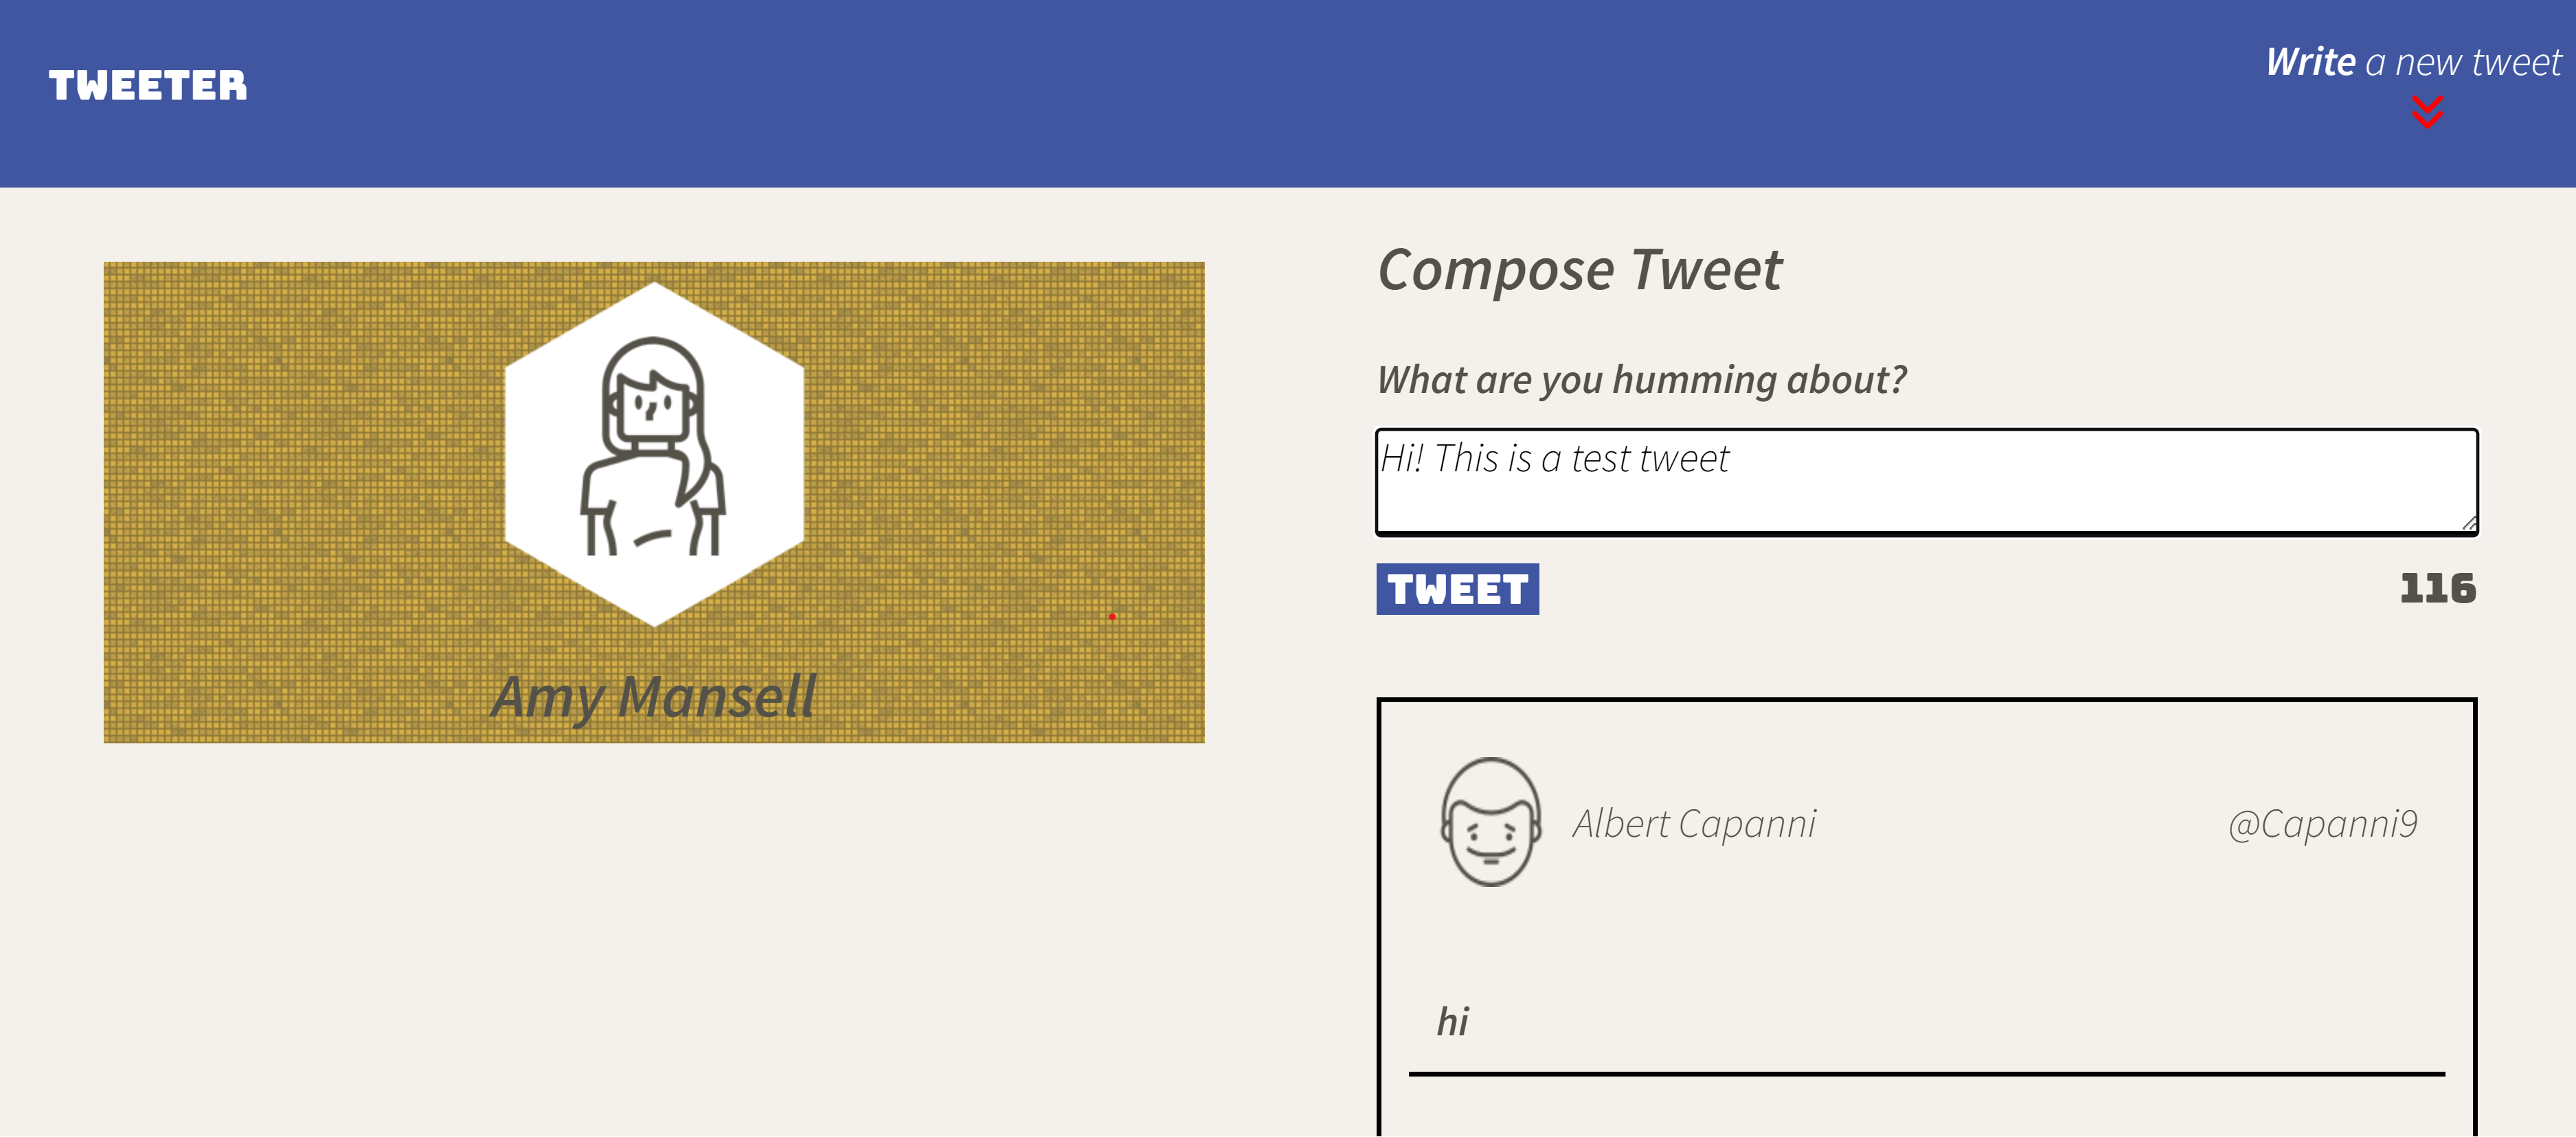 TWEETER
Write a new tweet
Amy Mansell
Compose Tweet
What are you humming about?
Hi! This is a test tweet
TWEET
116
Albert Capanni
@Capanni9
hi